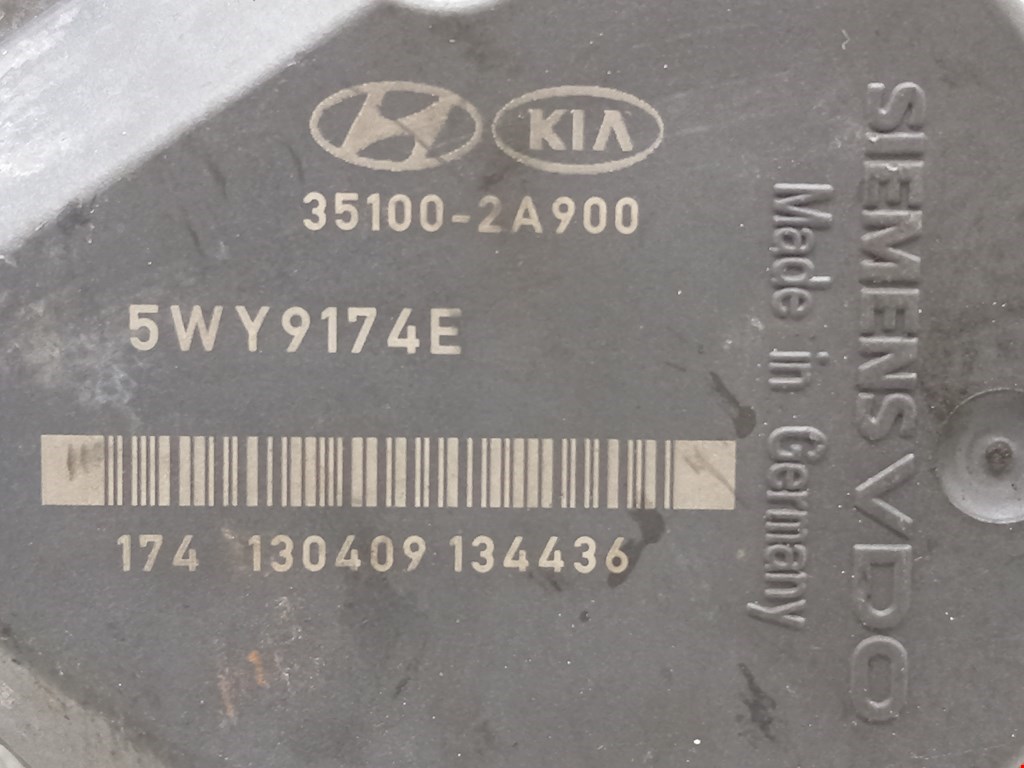 KIA
35100-2A900
5WY9174E
174 130409 134436
SIEMENS VDO
Made in Germany